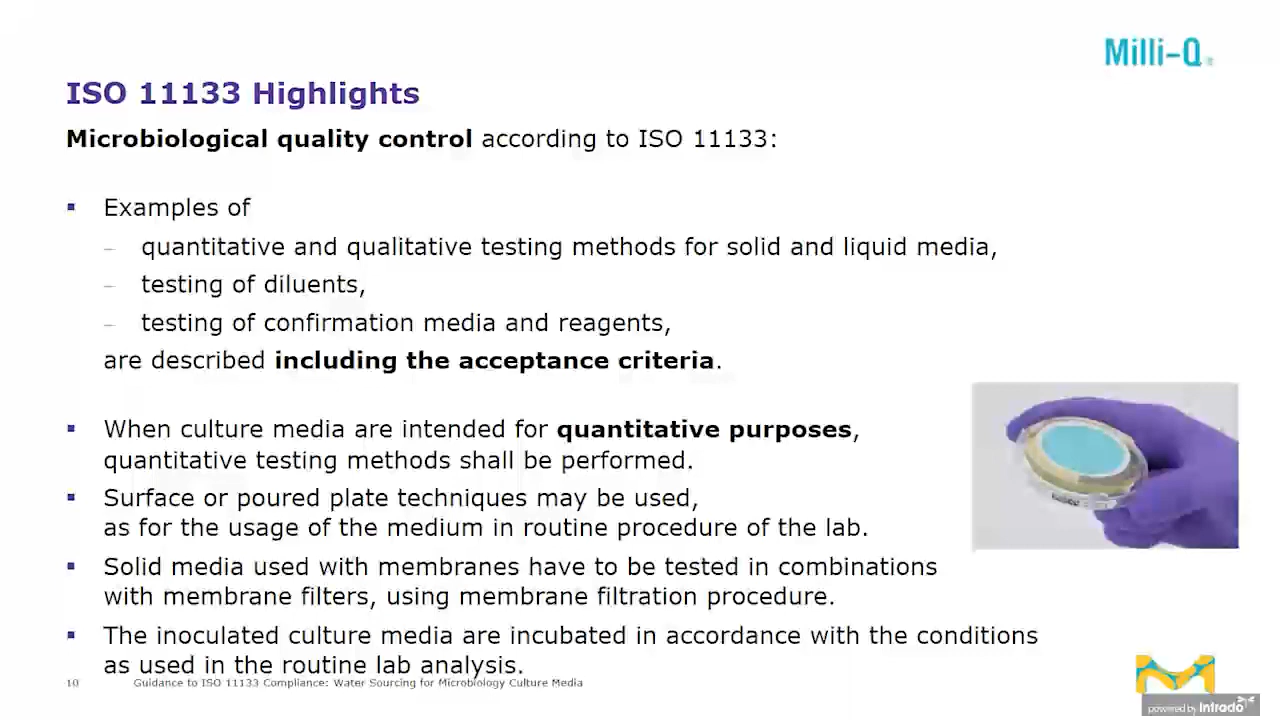 Milli-Q®
ISO 11133 Highlights
Microbiological quality control according to ISO 11133:
▪ Examples of
– quantitative and qualitative testing methods for solid and liquid media,
– testing of diluents,
– testing of confirmation media and reagents,
are described including the acceptance criteria.
▪ When culture media are intended for quantitative purposes,
quantitative testing methods shall be performed.
▪ Surface or poured plate techniques may be used,
as for the usage of the medium in routine procedure of the lab.
▪ Solid media used with membranes have to be tested in combinations
with membrane filters, using membrane filtration procedure.
▪ The inoculated culture media are incubated in accordance with the conditions
as used in the routine lab analysis.
10 Guidance to ISO 11133 Compliance: Water Sourcing for Microbiology Culture Media
M
powered by intrado